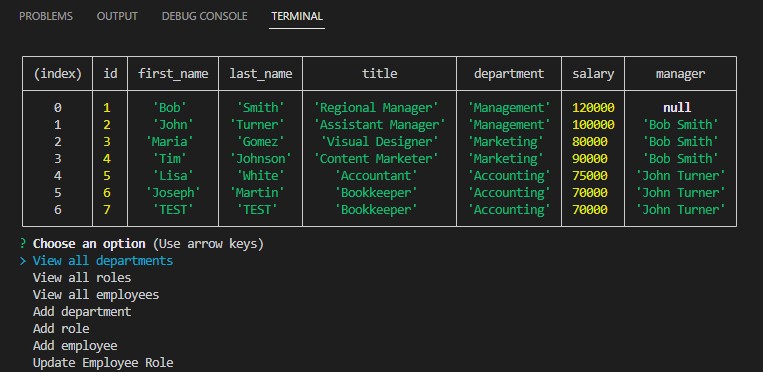 PROBLEMS OUTPUT DEBUG CONSOLE TERMINAL
(index) id first_name last_name title department salary manager
0 1 'Bob' 'Smith' 'Regional Manager' 'Management' 120000 null
1 2 'John' 'Turner' 'Assistant Manager' 'Management' 100000 'Bob Smith'
2 3 'Maria' 'Gomez' 'Visual Designer' 'Marketing' 80000 'Bob Smith'
3 4 'Tim' 'Johnson' 'Content Marketer' 'Marketing' 90000 'Bob Smith'
4 5 'Lisa' 'White' 'Accountant' 'Accounting' 75000 'John Turner'
5 6 'Joseph' 'Martin' 'Bookkeeper' 'Accounting' 70000 'John Turner'
6 7 'TEST' 'TEST' 'Bookkeeper' 'Accounting' 70000 'John Turner'
? Choose an option (Use arrow keys)
> View all departments
View all roles
View all employees
Add department
Add role
Add employee
Update Employee Role